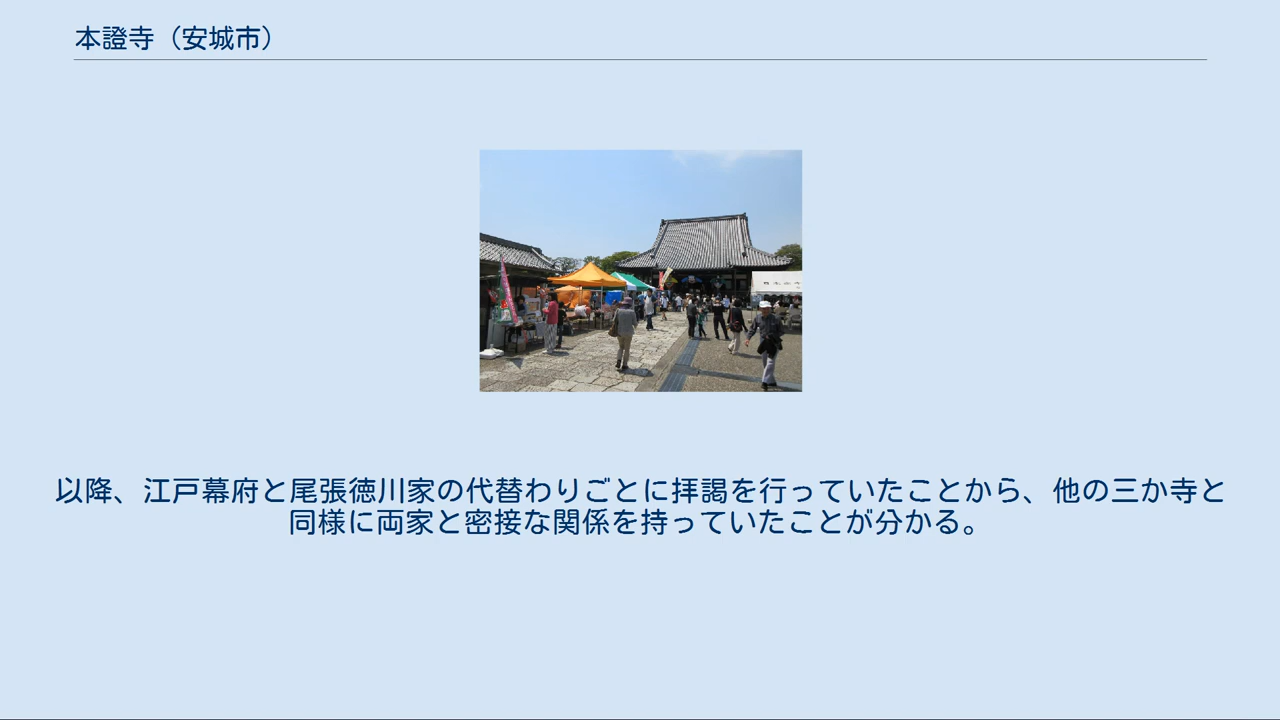 本證寺（安城市）
以降、江戸幕府と尾張徳川家の代替わりごとに拝謁を行っていたことから、他の三か寺と
同様に両家と密接な関係を持っていたことが分かる。